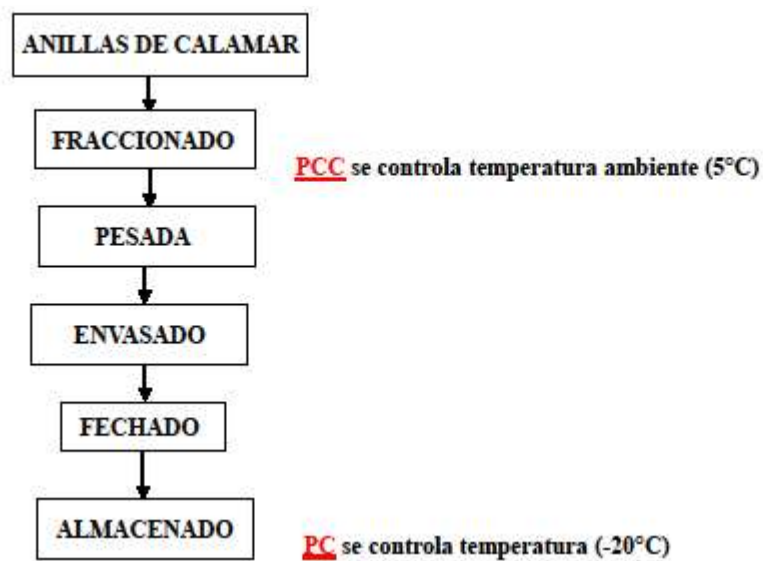 ANILLAS DE CALAMAR
FRACCIONADO
PCC se controla temperatura ambiente (5°C)
PESADA
ENVASADO
FECHADO
ALMACENADO
PC se controla temperatura (-20°C)